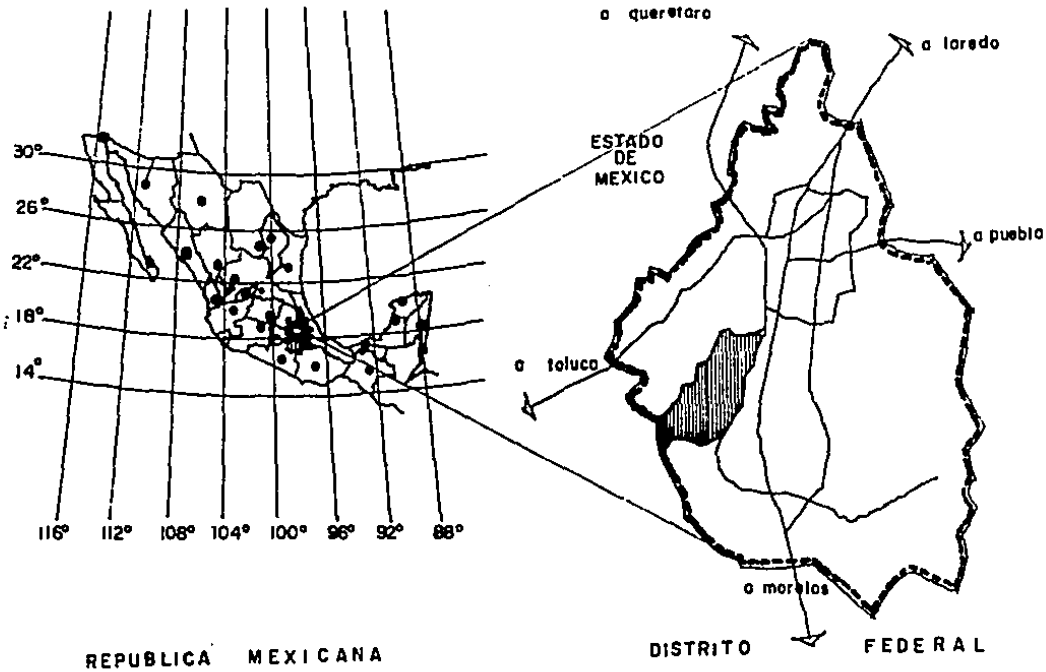 a queretaro
a laredo
ESTADO
DE
MEXICO
30°
26°
22°
18°
14°
a puebla
a toluca
116° 112° 108° 104° 100° 96° 92° 88°
a morelos
REPUBLICA MEXICANA
DISTRITO FEDERAL